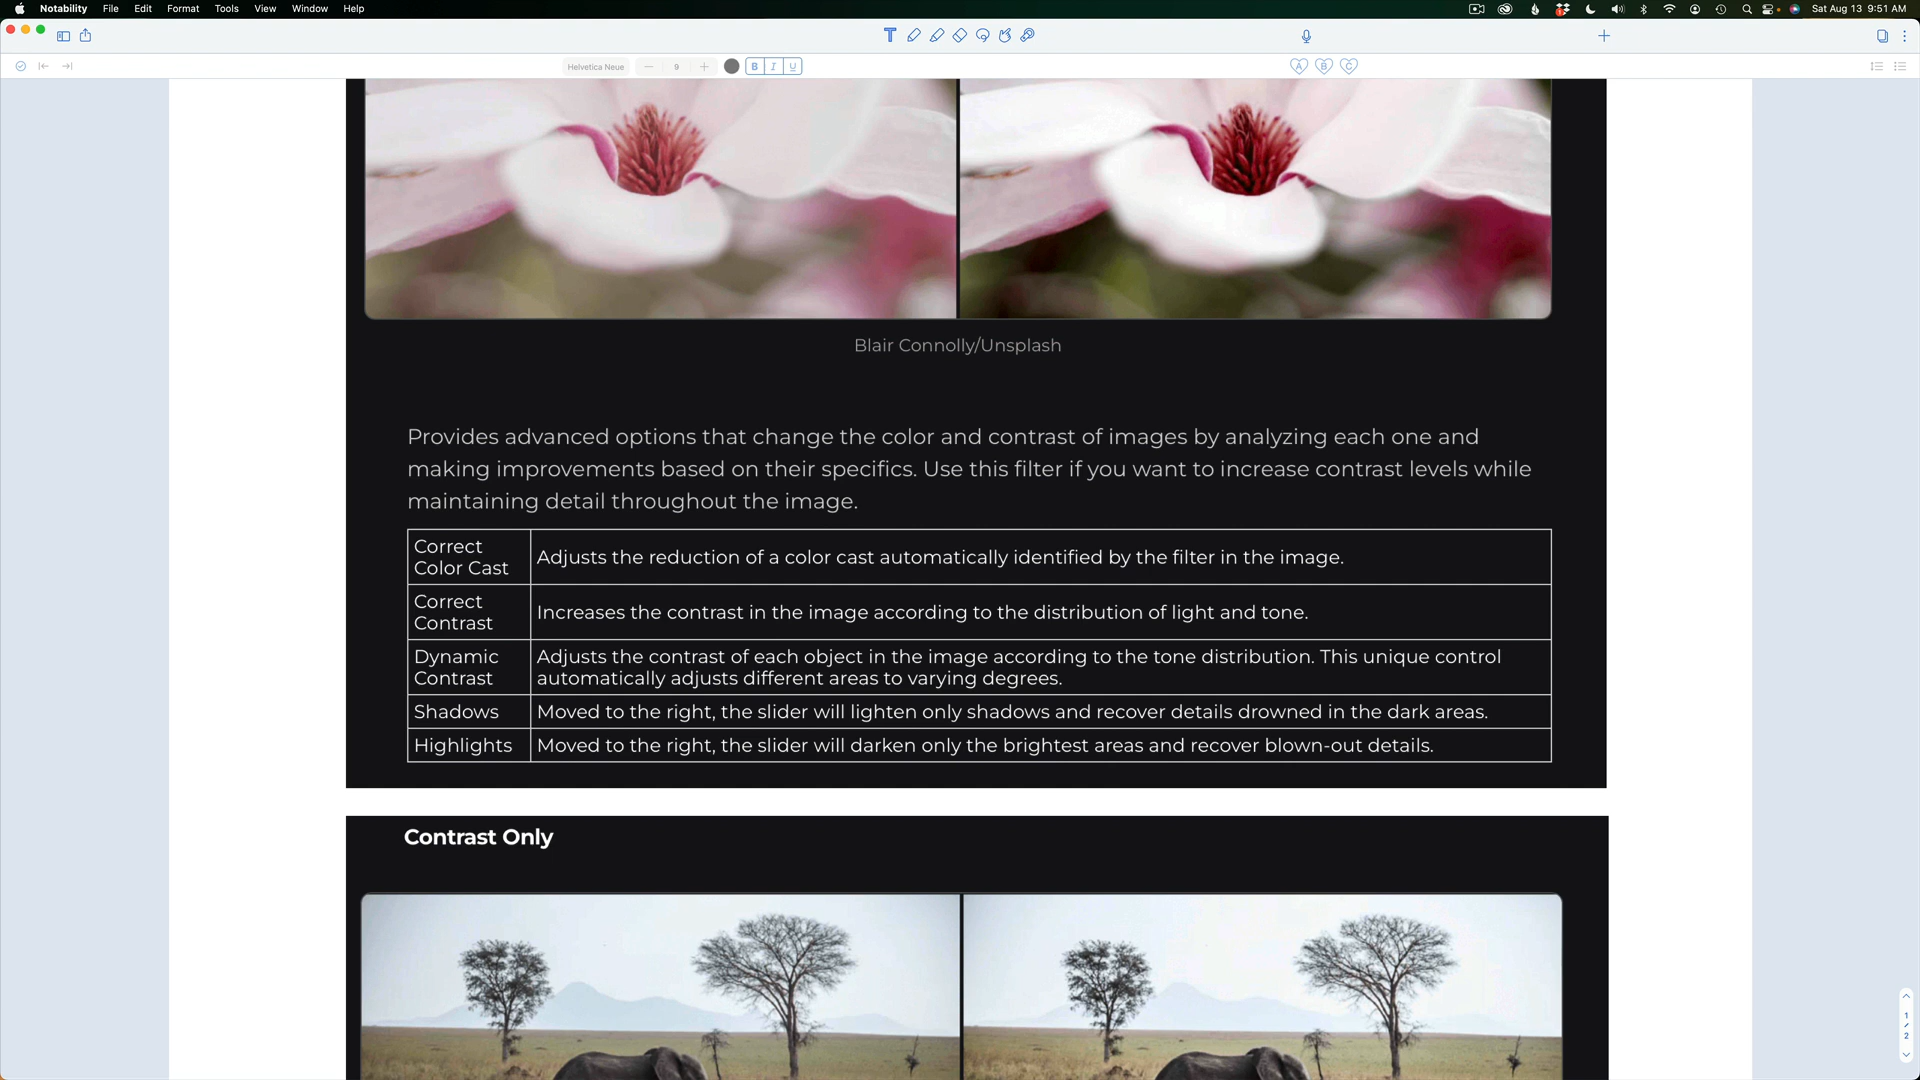 Notability File Edit Format Tools View Window Help
Sat Aug 13 9:51 AM
T
Helvetica Neue
9
B I U
A B C
Blair Connolly/Unsplash
Provides advanced options that change the color and contrast of images by analyzing each one and
making improvements based on their specifics. Use this filter if you want to increase contrast levels while
maintaining detail throughout the image.
Correct
Color Cast
Adjusts the reduction of a color cast automatically identified by the filter in the image.
Correct
Contrast
Increases the contrast in the image according to the distribution of light and tone.
Dynamic
Contrast
Adjusts the contrast of each object in the image according to the tone distribution. This unique control
automatically adjusts different areas to varying degrees.
Shadows
Moved to the right, the slider will lighten only shadows and recover details drowned in the dark areas.
Highlights
Moved to the right, the slider will darken only the brightest areas and recover blown-out details.
Contrast Only
1
/
2